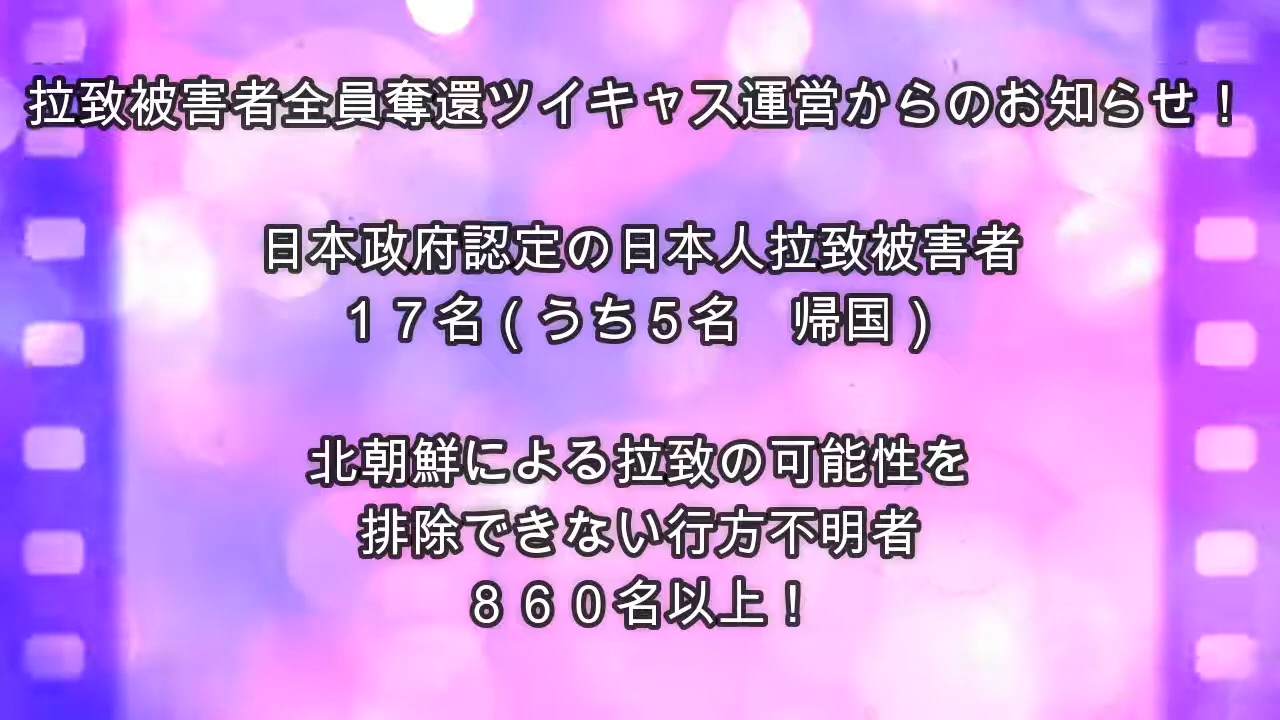 拉致被害者全員奪還ツイキャス運営からのお知らせ！
日本政府認定の日本人拉致被害者
１７名（うち５名　帰国）
北朝鮮による拉致の可能性を
排除できない行方不明者
８６０名以上！